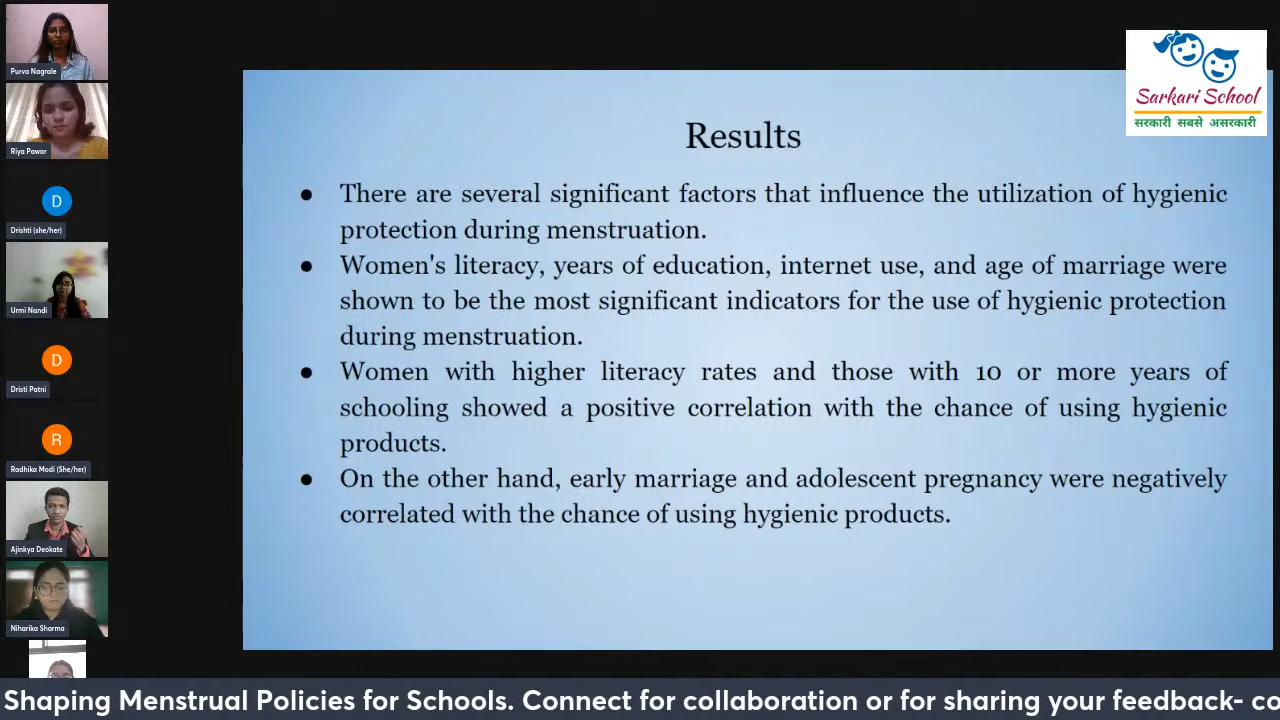 Purva Nagrale
Riya Pawar
D
Drishti (she/her)
Urmi Nandi
D
Dristi Patni
R
Radhika Modi (She/her)
Ajinkya Deokate
Niharika Sharma
Sarkari School
सरकारी सबसे असरकारी
Results
● There are several significant factors that influence the utilization of hygienic
protection during menstruation.
● Women's literacy, years of education, internet use, and age of marriage were
shown to be the most significant indicators for the use of hygienic protection
during menstruation.
● Women with higher literacy rates and those with 10 or more years of
schooling showed a positive correlation with the chance of using hygienic
products.
● On the other hand, early marriage and adolescent pregnancy were negatively
correlated with the chance of using hygienic products.
Shaping Menstrual Policies for Schools. Connect for collaboration or for sharing your feedback- co